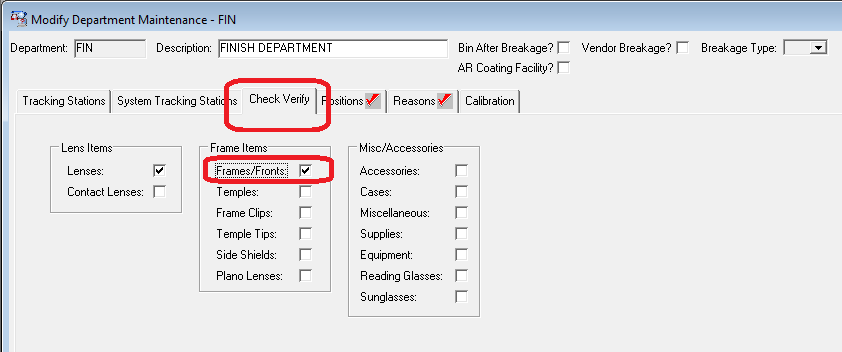 Modify Department Maintenance - FIN
Department: FIN Description: FINISH DEPARTMENT Bin After Breakage? Vendor Breakage? Breakage Type:
AR Coating Facility?
Tracking Stations System Tracking Stations Check Verify Positions Reasons Calibration
Lens Items Frame Items Misc/Accessories
Lenses: Frames/Fronts: Accessories:
Contact Lenses: Temples: Cases:
Frame Clips: Miscellaneous:
Temple Tips: Supplies:
Side Shields: Equipment:
Plano Lenses: Reading Glasses:
Sunglasses: